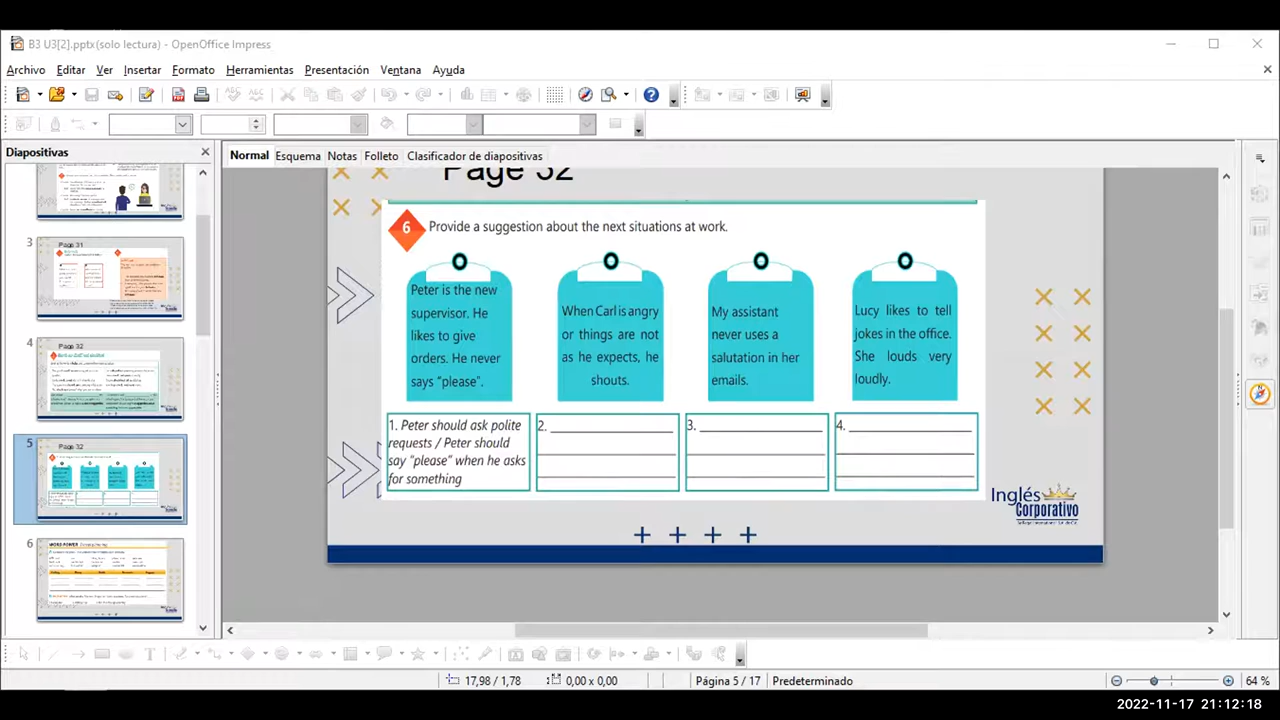 B3 U3[2].pptx(solo lectura) - OpenOffice Impress
Archivo Editar Ver Insertar Formato Herramientas Presentación Ventana Ayuda
Diapositivas
Normal Esquema Notas Folleto Clasificador de diapositivas
3
Page 31
4
Page 32
5
Page 32
6
WORD POWER
Page 32
6 Provide a suggestion about the next situations at work.
Peter is the new
supervisor. He
likes to give
orders. He never
says "please".
When Carl is angry
or things are not
as he expects, he
shouts.
My assistant
never uses a
salutation in her
emails.
Lucy likes to tell
jokes in the office.
She louds very
loudly.
1. Peter should ask polite
requests / Peter should
say "please" when he asks
for something
2.
3.
4.
Inglés
Corporativo
17,98 / 1,78 0,00 x 0,00 Página 5 / 17 Predeterminado 64 %
2022-11-17 21:12:18